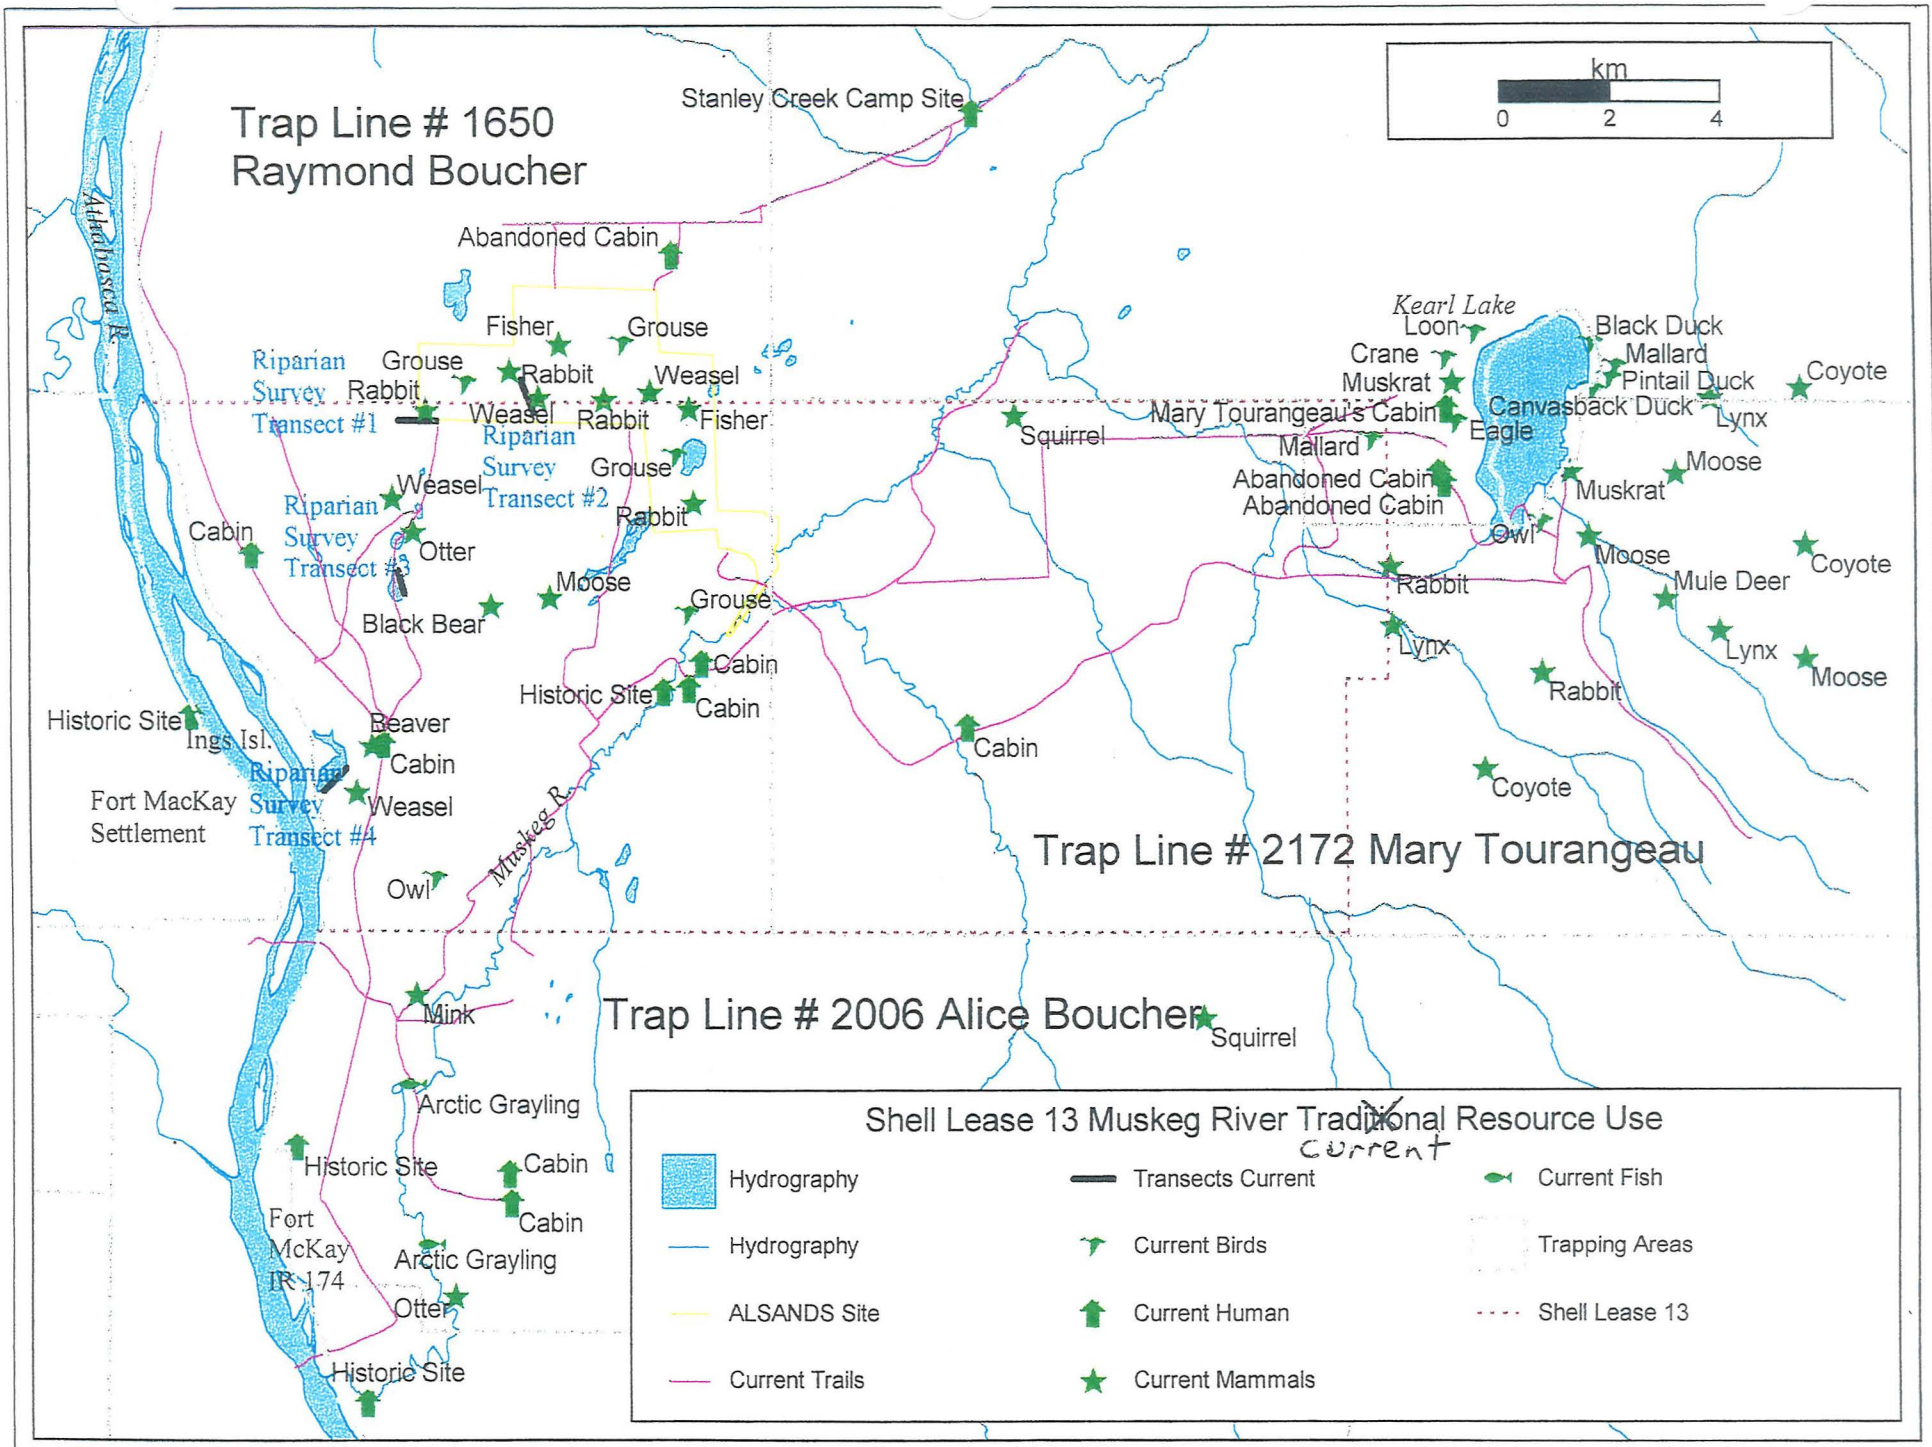 km
0 2 4
Stanley Creek Camp Site
Trap Line # 1650
Raymond Boucher
Athabasca R.
Abandoned Cabin
Kearl Lake
Loon
Black Duck
Crane
Mallard
Muskrat
Pintail Duck
Coyote
Mary Tourangeau's Cabin
Canvasback Duck
Lynx
Eagle
Mallard
Abandoned Cabin
Abandoned Cabin
Muskrat
Moose
Owl
Moose
Coyote
Mule Deer
Rabbit
Lynx
Lynx
Moose
Rabbit
Coyote
Fisher
Grouse
Riparian
Survey
Transect #1
Grouse
Rabbit
Rabbit
Weasel
Weasel
Rabbit
Fisher
Riparian
Survey
Transect #2
Grouse
Squirrel
Weasel
Rabbit
Riparian
Survey
Transect #3
Cabin
Otter
Moose
Black Bear
Grouse
Cabin
Historic Site
Cabin
Cabin
Historic Site
Ings Isl.
Beaver
Cabin
Riparian
Survey
Transect #4
Fort MacKay
Settlement
Weasel
Muskeg R.
Owl
Trap Line # 2172 Mary Tourangeau
Mink
Trap Line # 2006 Alice Boucher
Squirrel
Arctic Grayling
Historic Site
Cabin
Cabin
Fort
McKay
IR 174
Arctic Grayling
Otter
Historic Site
Shell Lease 13 Muskeg River Traditional Resource Use
current
Hydrography
Transects Current
Current Fish
Hydrography
Current Birds
Trapping Areas
ALSANDS Site
Current Human
Shell Lease 13
Current Trails
Current Mammals